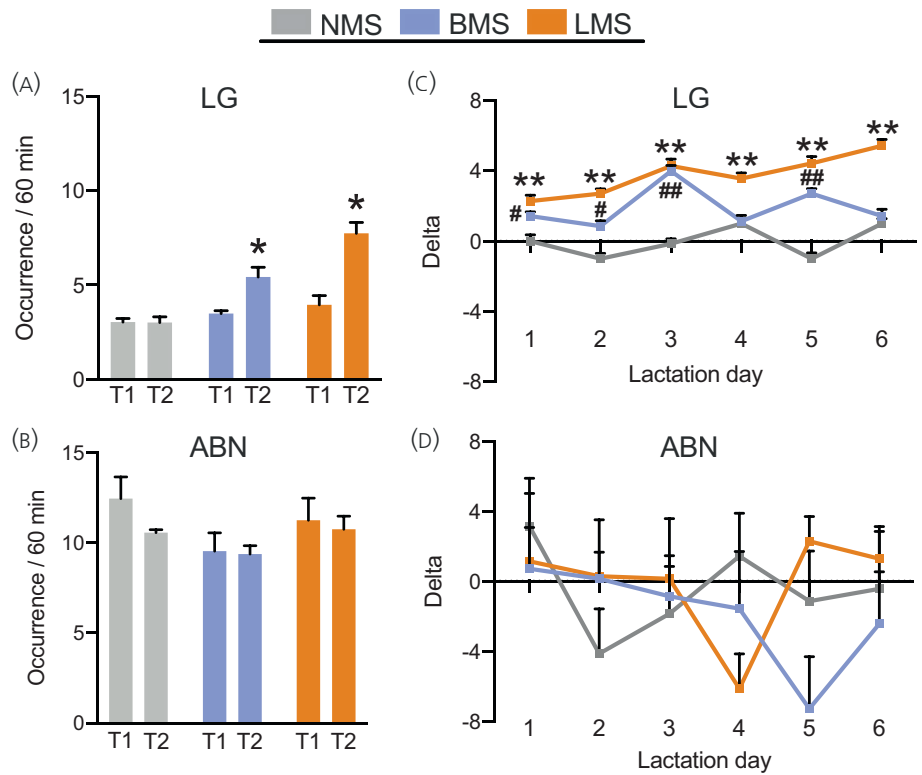 NMS BMS LMS
(A) LG
Occurrence / 60 min
15
10
5
0
* *
T1 T2 T1 T2 T1 T2
(C) LG
Delta
8
4
0
-4
-8
** ** ** ** ** **
# # ## ##
1 2 3 4 5 6
Lactation day
(B) ABN
Occurrence / 60 min
15
10
5
0
T1 T2 T1 T2 T1 T2
(D) ABN
Delta
8
4
0
-4
-8
1 2 3 4 5 6
Lactation day